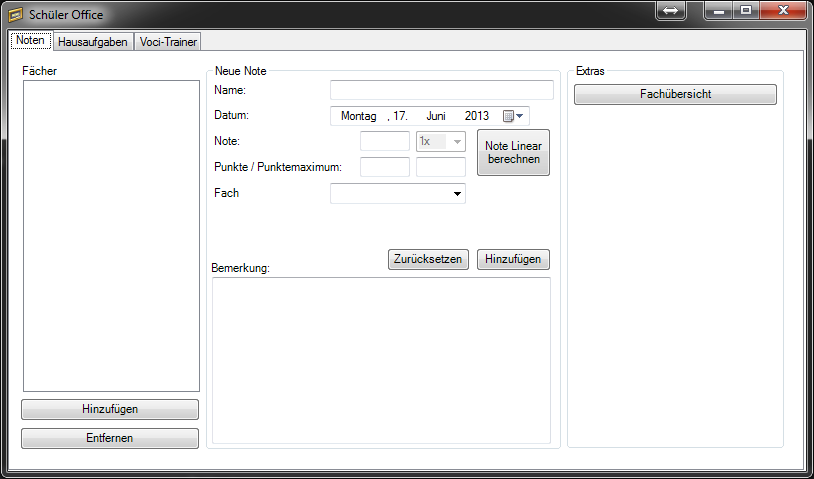 Schüler Office
Noten Hausaufgaben Voci-Trainer
Fächer
Hinzufügen
Entfernen
Neue Note
Name:
Datum: Montag , 17. Juni 2013
Note: 1x
Note Linear
berechnen
Punkte / Punktemaximum:
Fach
Zurücksetzen Hinzufügen
Bemerkung:
Extras
Fachübersicht